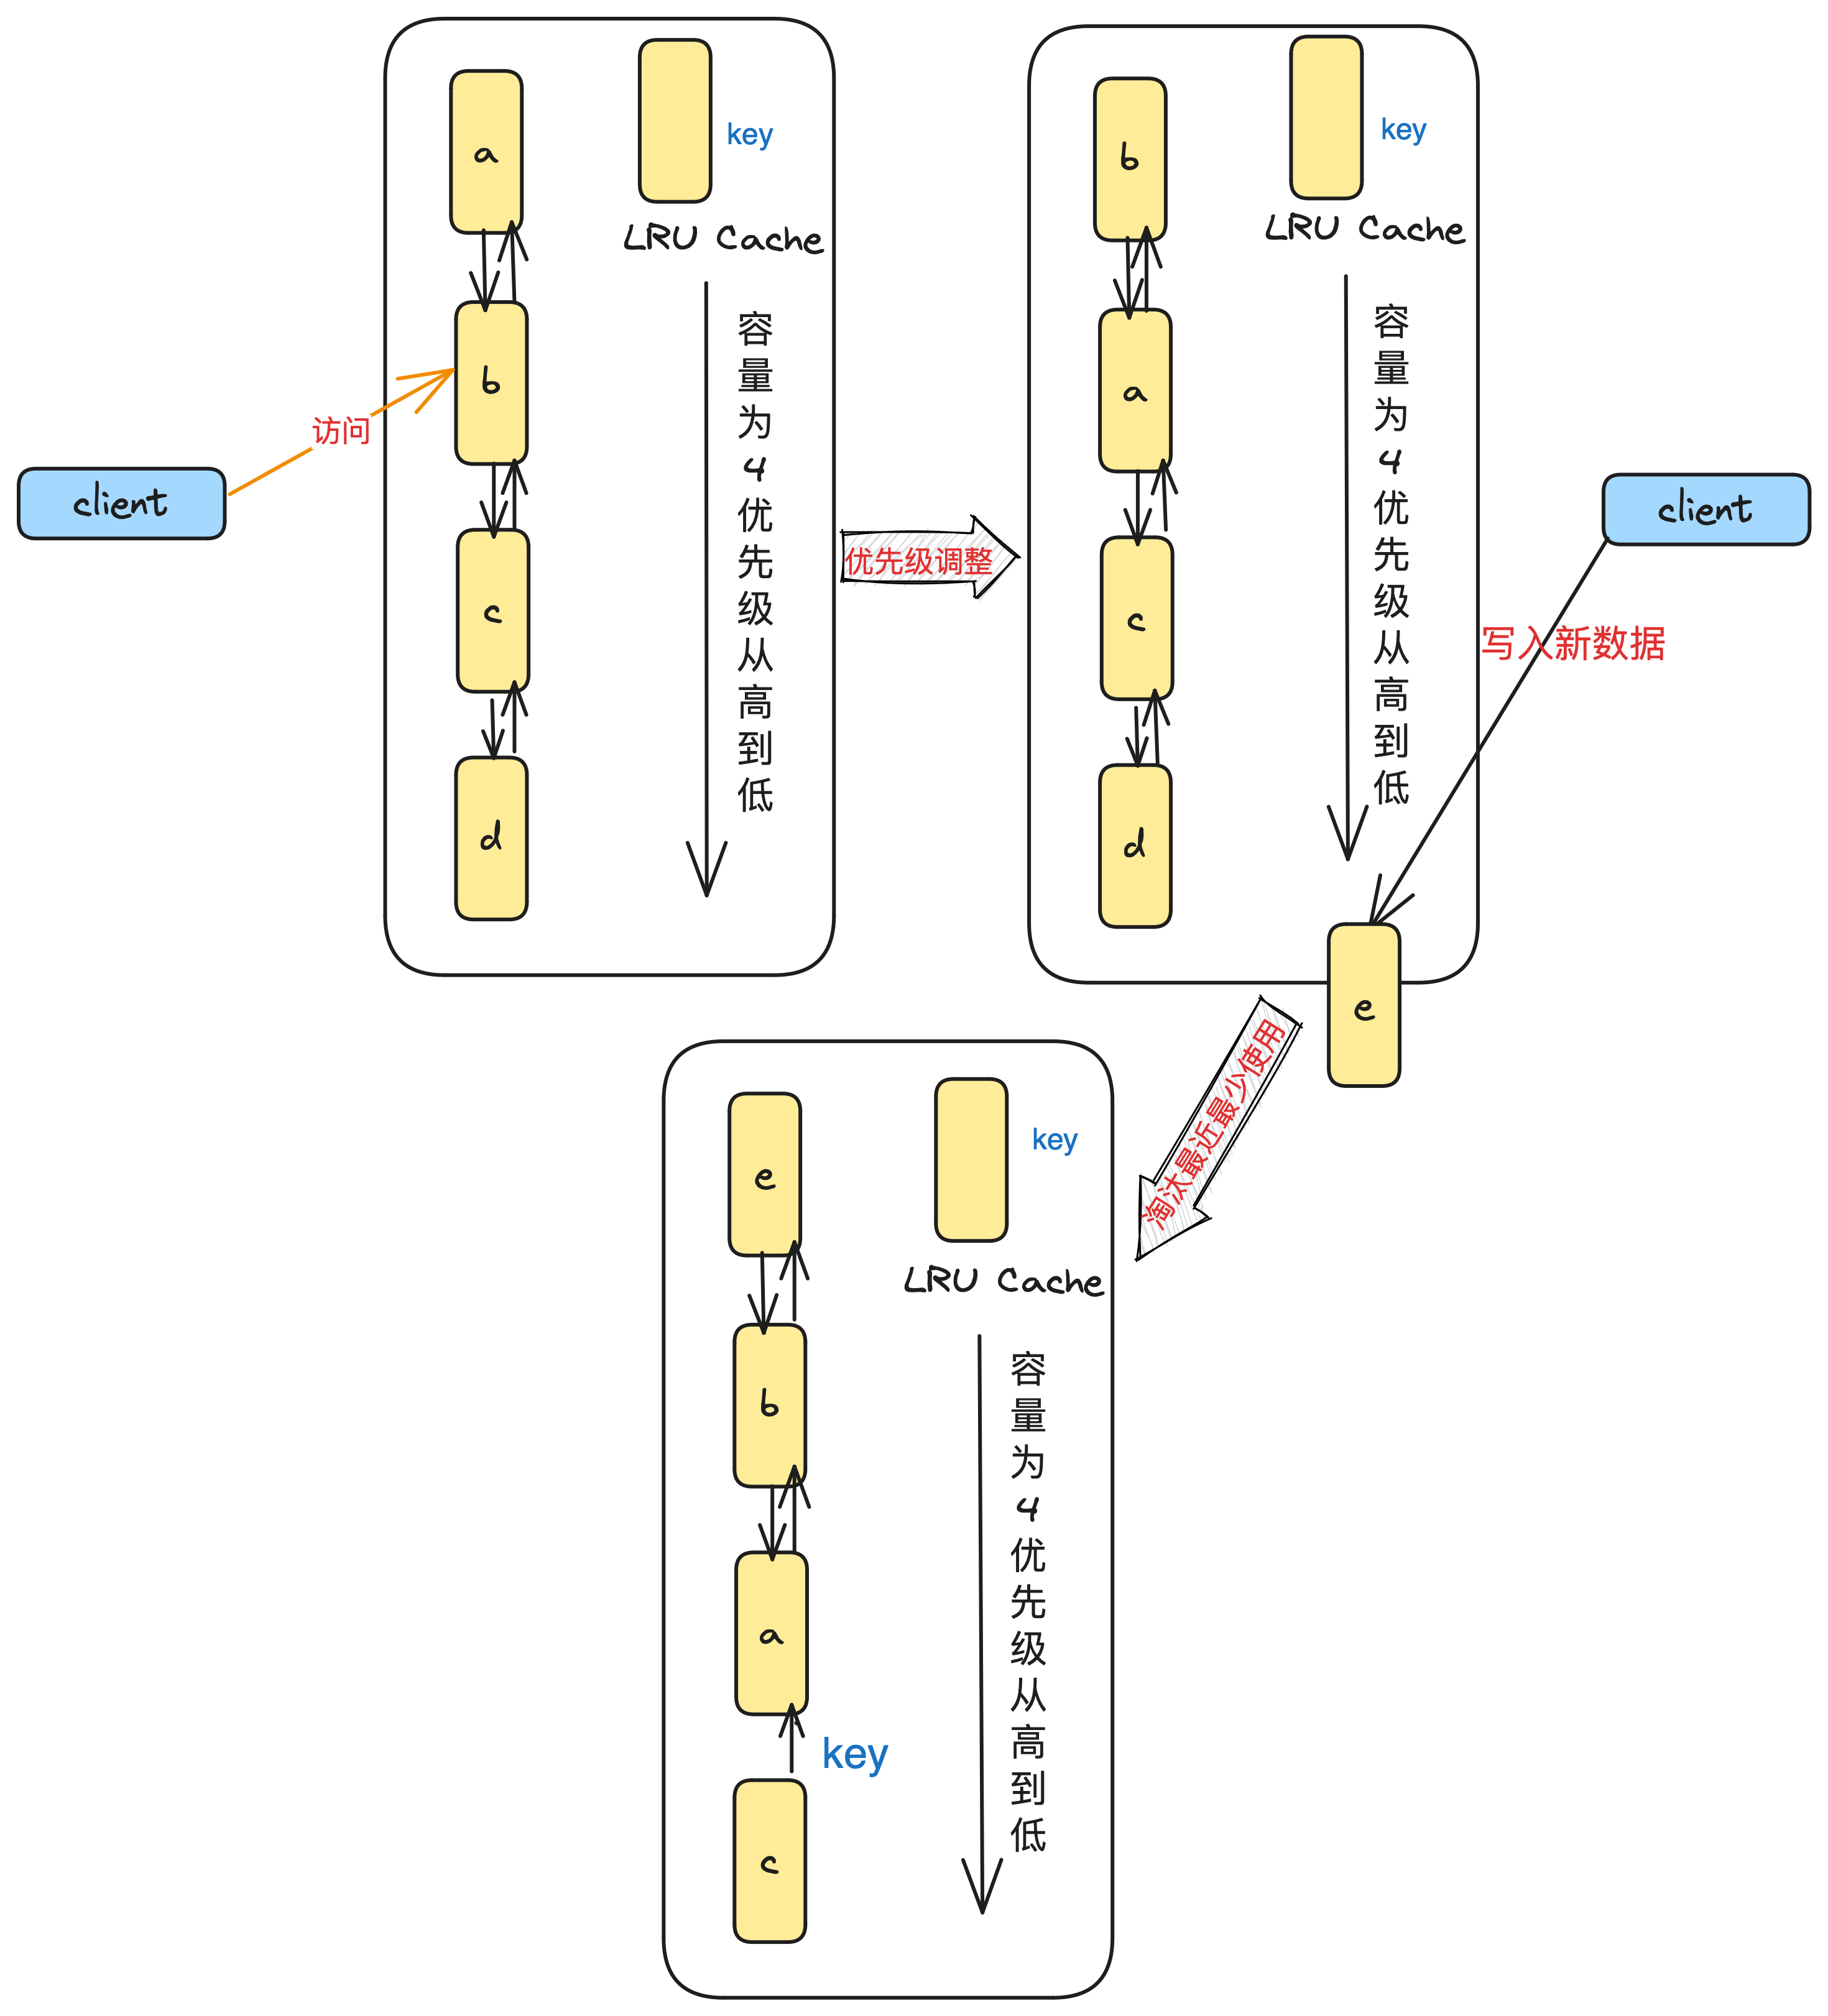 a
key
LRU Cache
b
访问
client
c
d
容
量
为
4
优
先
级
从
高
到
低
优先级调整
b
key
LRU Cache
a
c
d
容
量
为
4
优
先
级
从
高
到
低
client
写入新数据
e
淘汰最近最少使用
e
key
LRU Cache
b
a
key
c
容
量
为
4
优
先
级
从
高
到
低